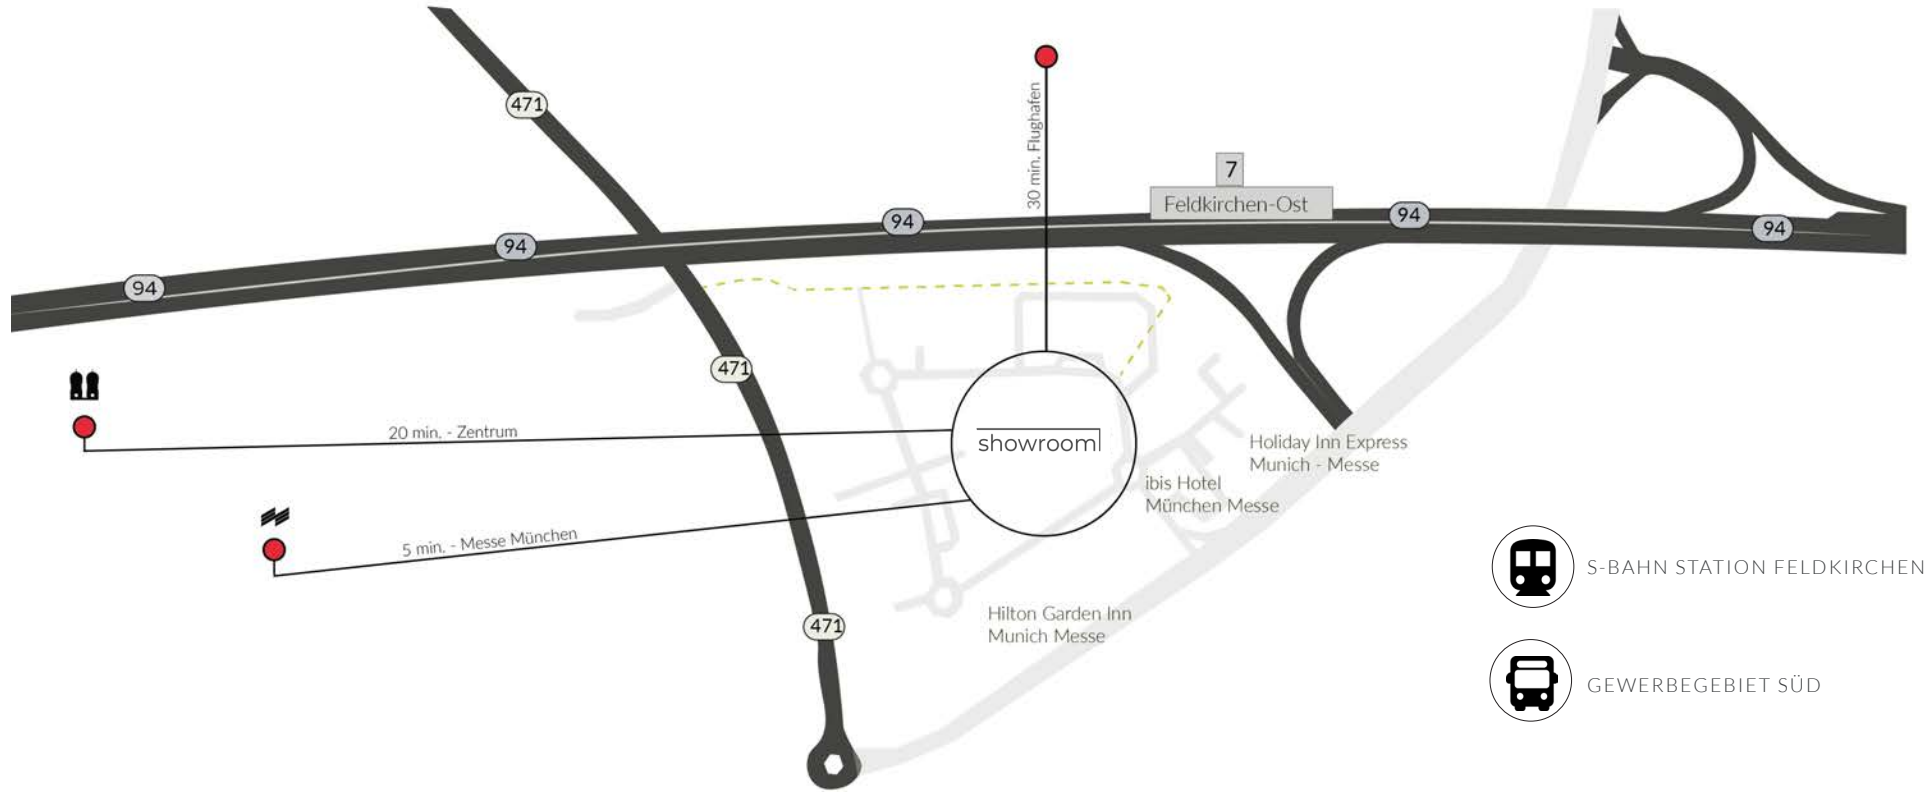 471
30 min. Flughafen
7
Feldkirchen-Ost
94
94
94
94
94
471
20 min. - Zentrum
showroom
Holiday Inn Express
Munich - Messe
ibis Hotel
München Messe
5 min. - Messe München
S-BAHN STATION FELDKIRCHEN
Hilton Garden Inn
Munich Messe
471
GEWERBEGEBIET SÜD